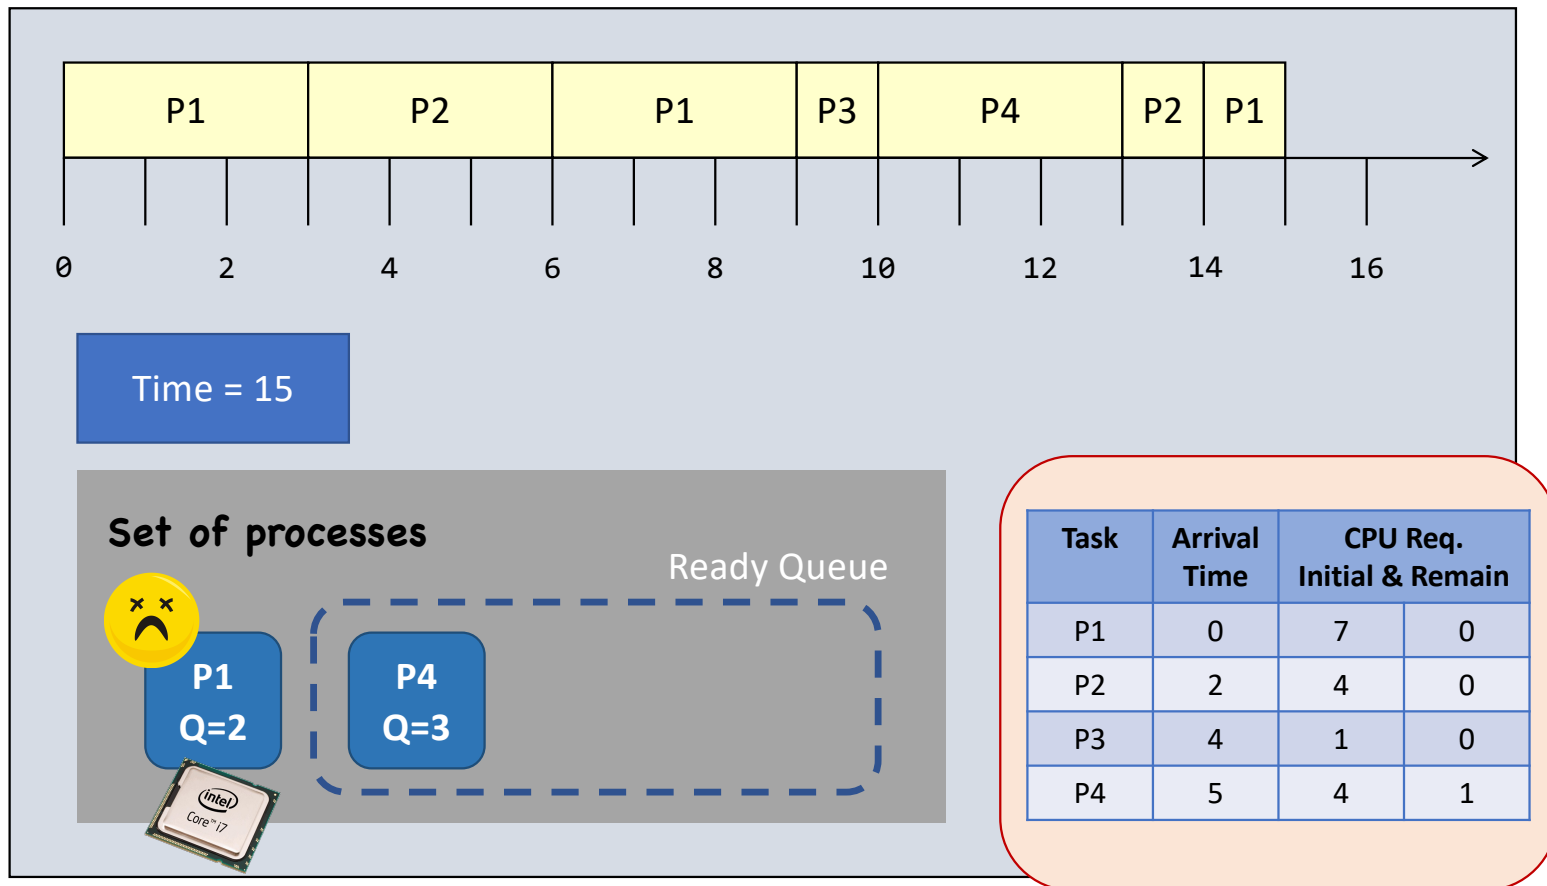 P1 P2 P1 P3 P4 P2 P1
0 2 4 6 8 10 12 14 16
Time = 15
Set of processes
Ready Queue
P1
Q=2
P4
Q=3
(intel)
Core™ i7
Task Arrival Time CPU Req. Initial & Remain
P1 0 7 0
P2 2 4 0
P3 4 1 0
P4 5 4 1